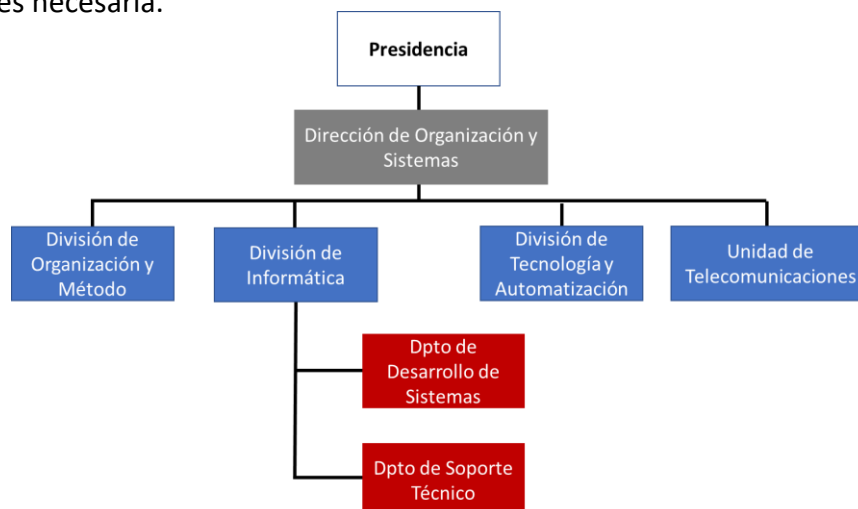 es necesaria.
Presidencia
Dirección de Organización y
Sistemas
División de
Organización y
Método
División de
Informática
División de
Tecnología y
Automatización
Unidad de
Telecomunicaciones
Dpto de
Desarrollo de
Sistemas
Dpto de Soporte
Técnico